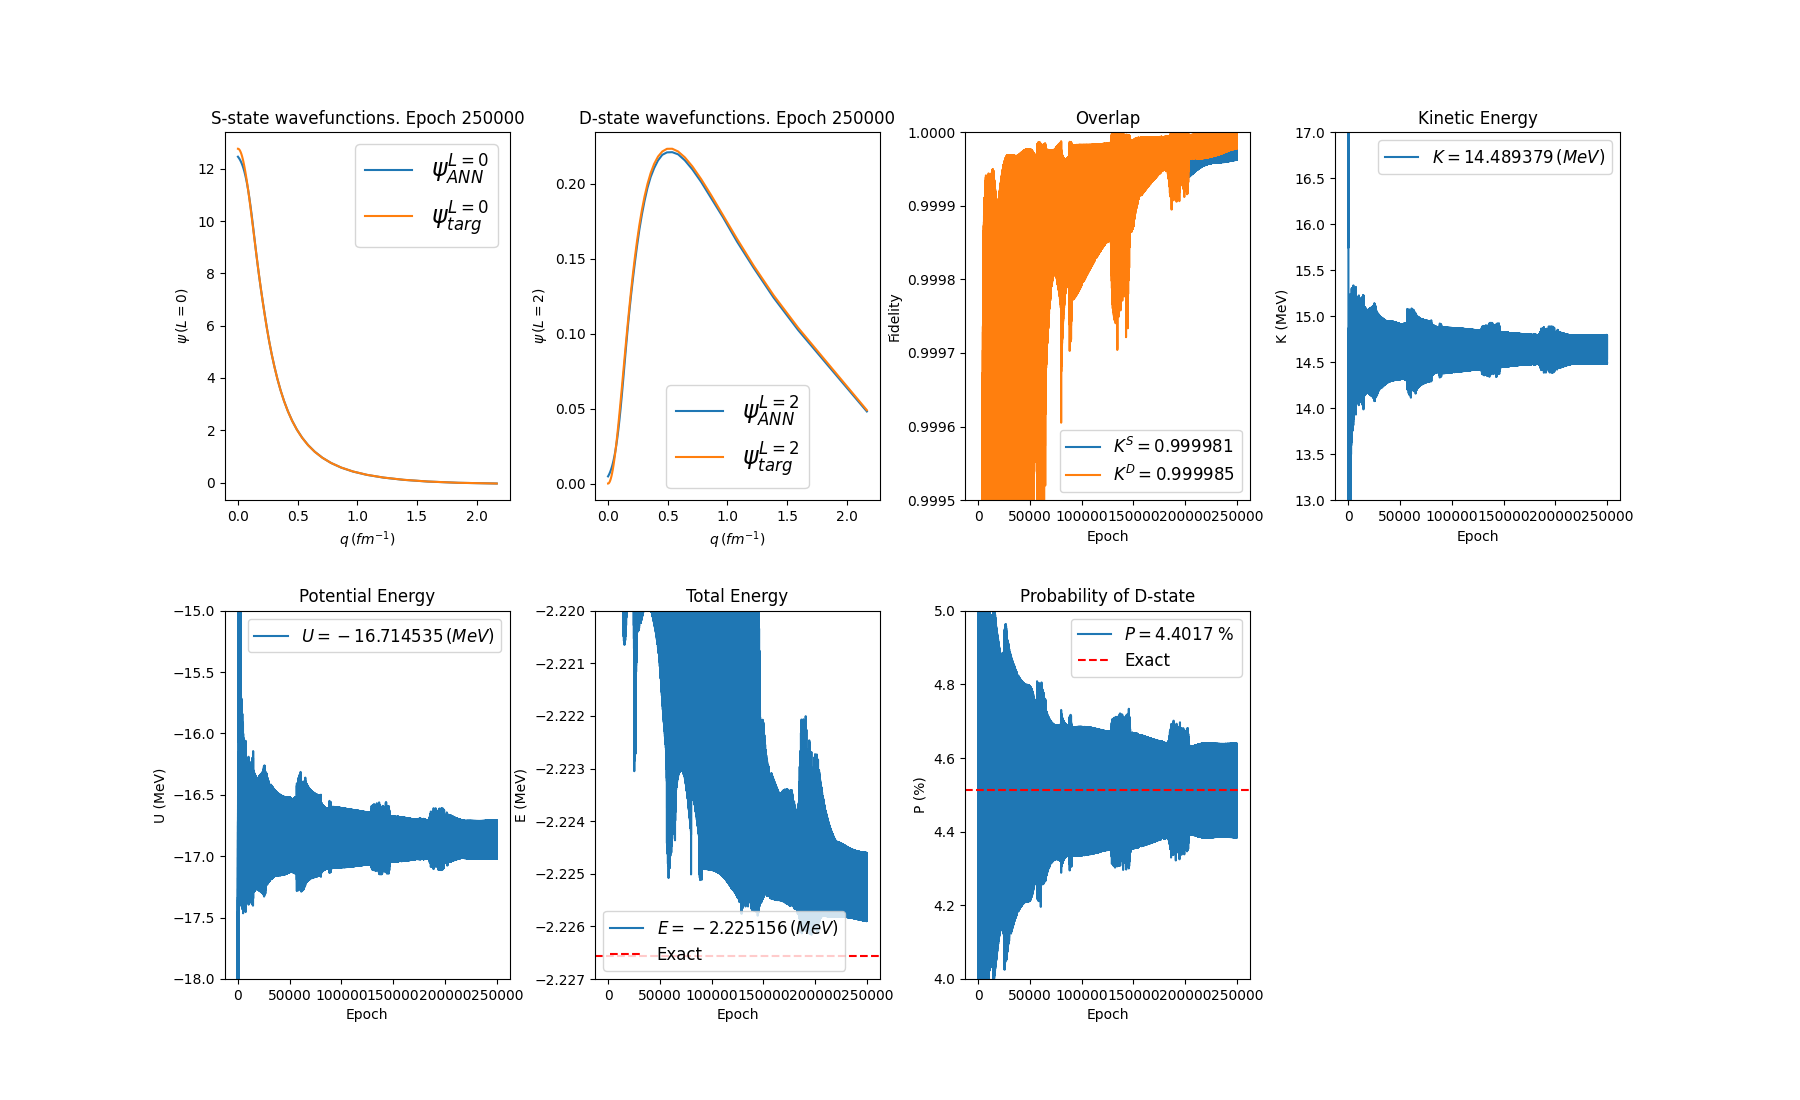 S-state wavefunctions. Epoch 250000
ψ(L = 0)
12
10
8
6
4
2
0
ψ^{L=0}_{ANN}
ψ^{L=0}_{targ}
0.0 0.5 1.0 1.5 2.0
q (fm^{-1})
D-state wavefunctions. Epoch 250000
ψ(L = 2)
0.20
0.15
0.10
0.05
0.00
ψ^{L=2}_{ANN}
ψ^{L=2}_{targ}
0.0 0.5 1.0 1.5 2.0
q (fm^{-1})
Overlap
Fidelity
1.0000
0.9999
0.9998
0.9997
0.9996
0.9995
K^S = 0.999981
K^D = 0.999985
0 50000 100000 150000 200000 250000
Epoch
Kinetic Energy
K (MeV)
17.0
16.5
16.0
15.5
15.0
14.5
14.0
13.5
13.0
K = 14.489379 (MeV)
0 50000 100000 150000 200000 250000
Epoch
Potential Energy
U (MeV)
−15.0
−15.5
−16.0
−16.5
−17.0
−17.5
−18.0
U = −16.714535 (MeV)
0 50000 100000 150000 200000 250000
Epoch
Total Energy
E (MeV)
−2.220
−2.221
−2.222
−2.223
−2.224
−2.225
−2.226
−2.227
E = −2.225156 (MeV)
Exact
0 50000 100000 150000 200000 250000
Epoch
Probability of D-state
P (%)
5.0
4.8
4.6
4.4
4.2
4.0
P = 4.4017 %
Exact
0 50000 100000 150000 200000 250000
Epoch